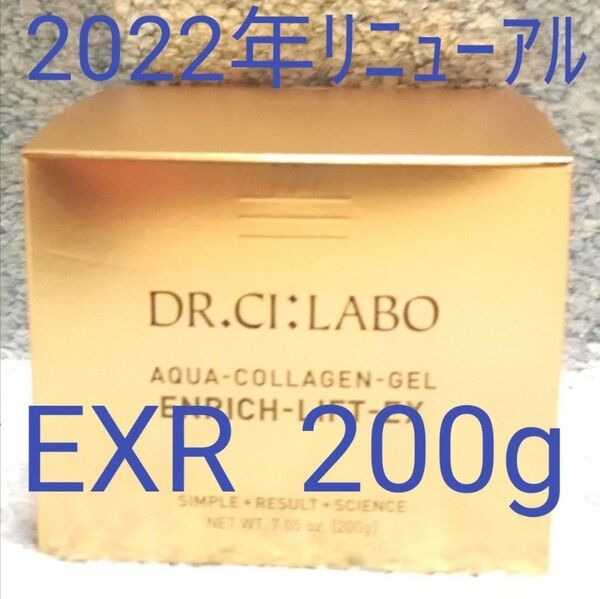 2022年ﾘﾆｭｰｱﾙ
DR.CI:LABO
AQUA-COLLAGEN-GEL
ENRICH-LIFT-EX
EXR 200g
SIMPLE + RESULT + SCIENCE
NET WT. 7.05 oz. (200g)